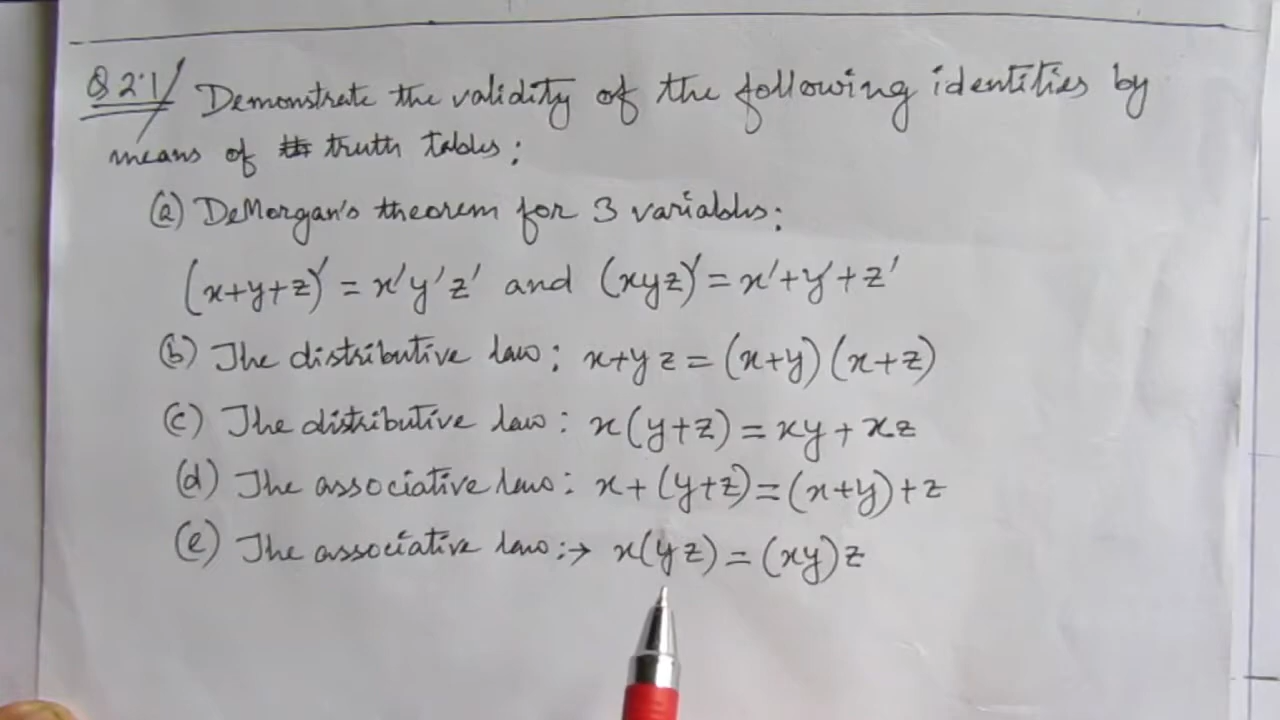 Q 2.1/ Demonstrate the validity of the following identities by
means of truth tables:
(a) DeMorgan's theorem for 3 variables:
(x+y+z)' = x'y'z' and (xyz)' = x'+y'+z'
(b) The distributive law: x+yz = (x+y)(x+z)
(c) The distributive law: x(y+z) = xy+xz
(d) The associative law: x+(y+z) = (x+y)+z
(e) The associative law:→ x(yz) = (xy)z